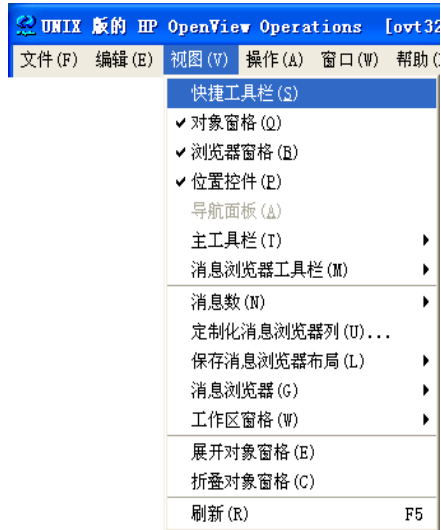 UNIX 版的 HP OpenView Operations [ovt32
文件(F) 编辑(E) 视图(V) 操作(A) 窗口(W) 帮助(
快捷工具栏(S)
对象窗格(O)
浏览器窗格(B)
位置控件(P)
导航面板(A)
主工具栏(T)
消息浏览器工具栏(M)
消息数(N)
定制化消息浏览器列(U)...
保存消息浏览器布局(L)
消息浏览器(G)
工作区窗格(W)
展开对象窗格(E)
折叠对象窗格(C)
刷新(R) F5